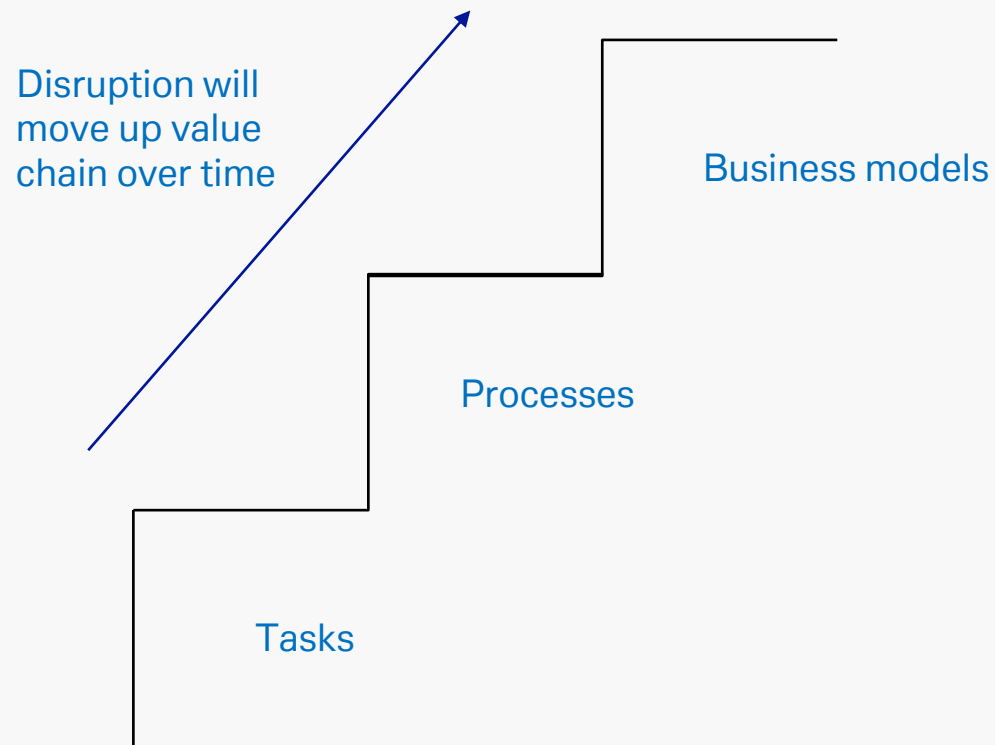 Disruption will
move up value
chain over time
Business models
Processes
Tasks